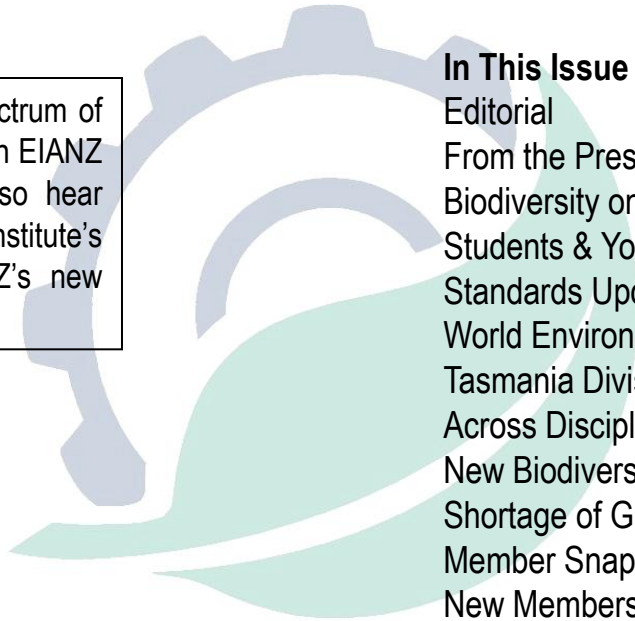 ctrum of
n EIANZ
so hear
nstitute's
Z's new
In This Issue
Editorial
From the Pres
Biodiversity or
Students & Yo
Standards Upd
World Environ
Tasmania Divis
Across Discipl
New Biodivers
Shortage of G
Member Snap
New Members